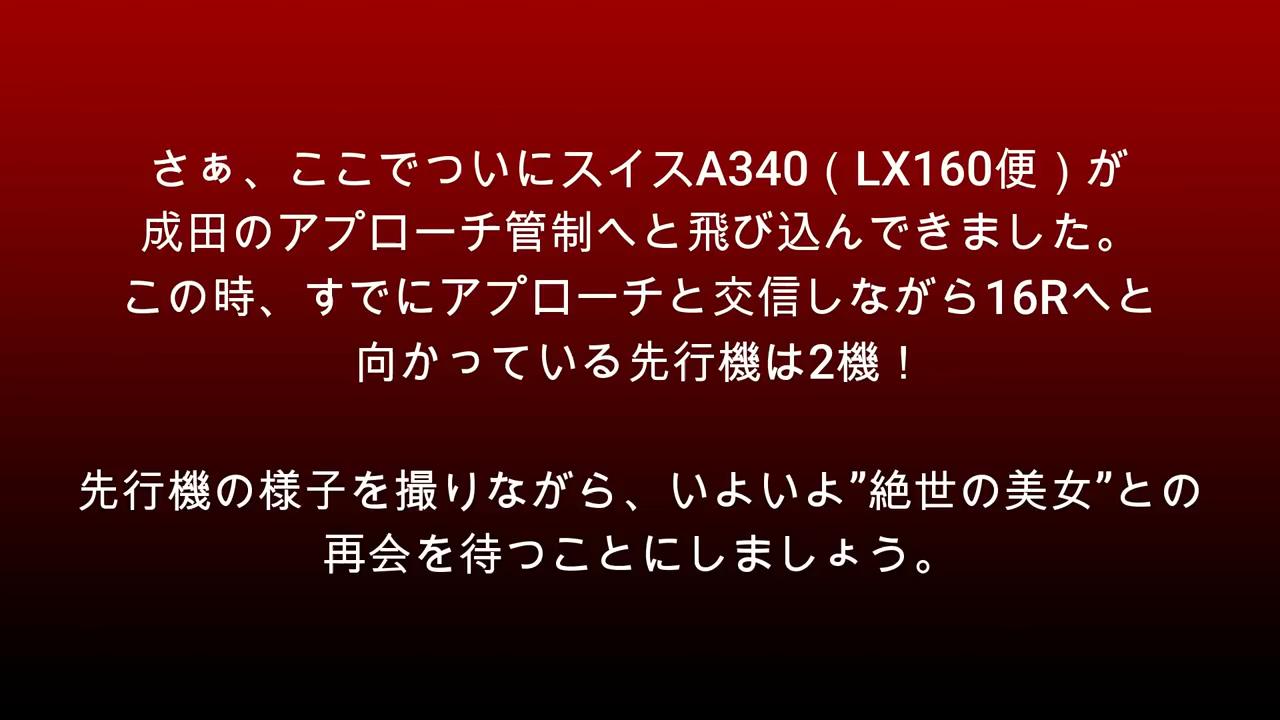 さぁ、ここでついにスイスA340（LX160便）が
成田のアプローチ管制へと飛び込んできました。
この時、すでにアプローチと交信しながら16Rへと
向かっている先行機は2機！
先行機の様子を撮りながら、いよいよ”絶世の美女”との
再会を待つことにしましょう。